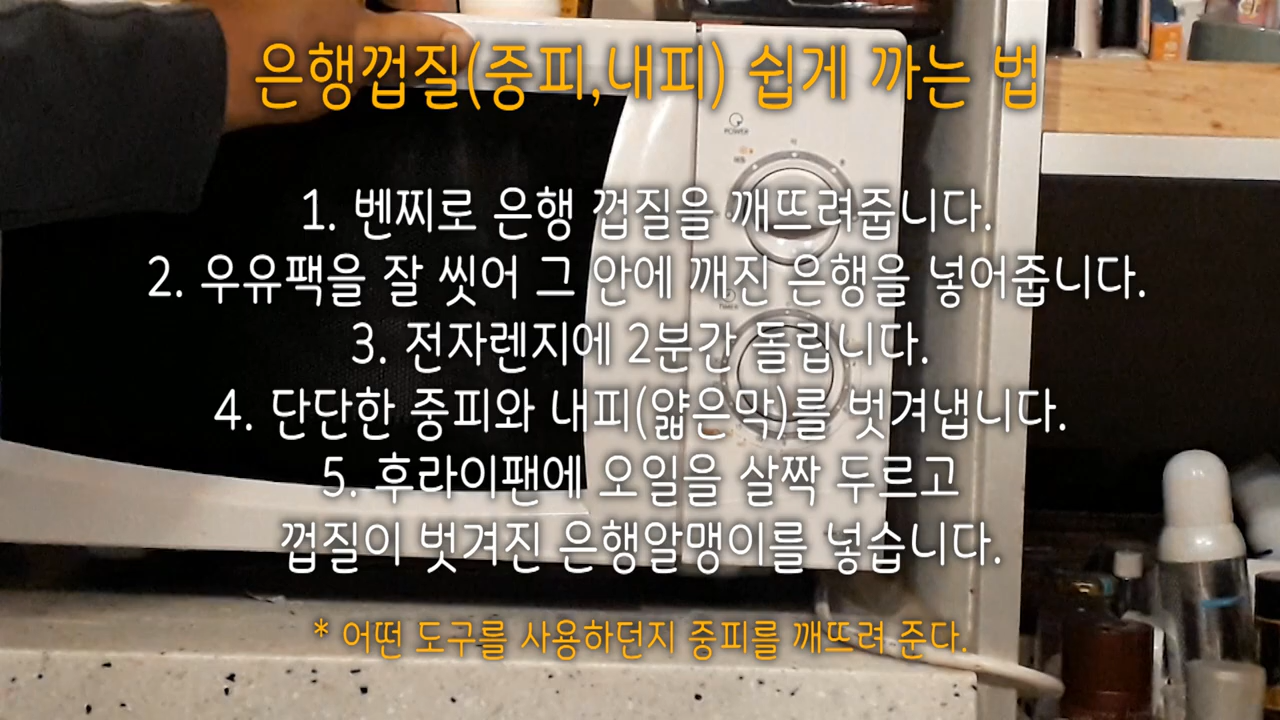 은행껍질(중피,내피) 쉽게 까는 법
1. 벤찌로 은행 껍질을 깨뜨려줍니다.
2. 우유팩을 잘 씻어 그 안에 깨진 은행을 넣어줍니다.
3. 전자렌지에 2분간 돌립니다.
4. 단단한 중피와 내피(얇은막)를 벗겨냅니다.
5. 후라이팬에 오일을 살짝 두르고
껍질이 벗겨진 은행알맹이를 넣습니다.
* 어떤 도구를 사용하던지 중피를 깨뜨려 준다.
POWER
TIMER